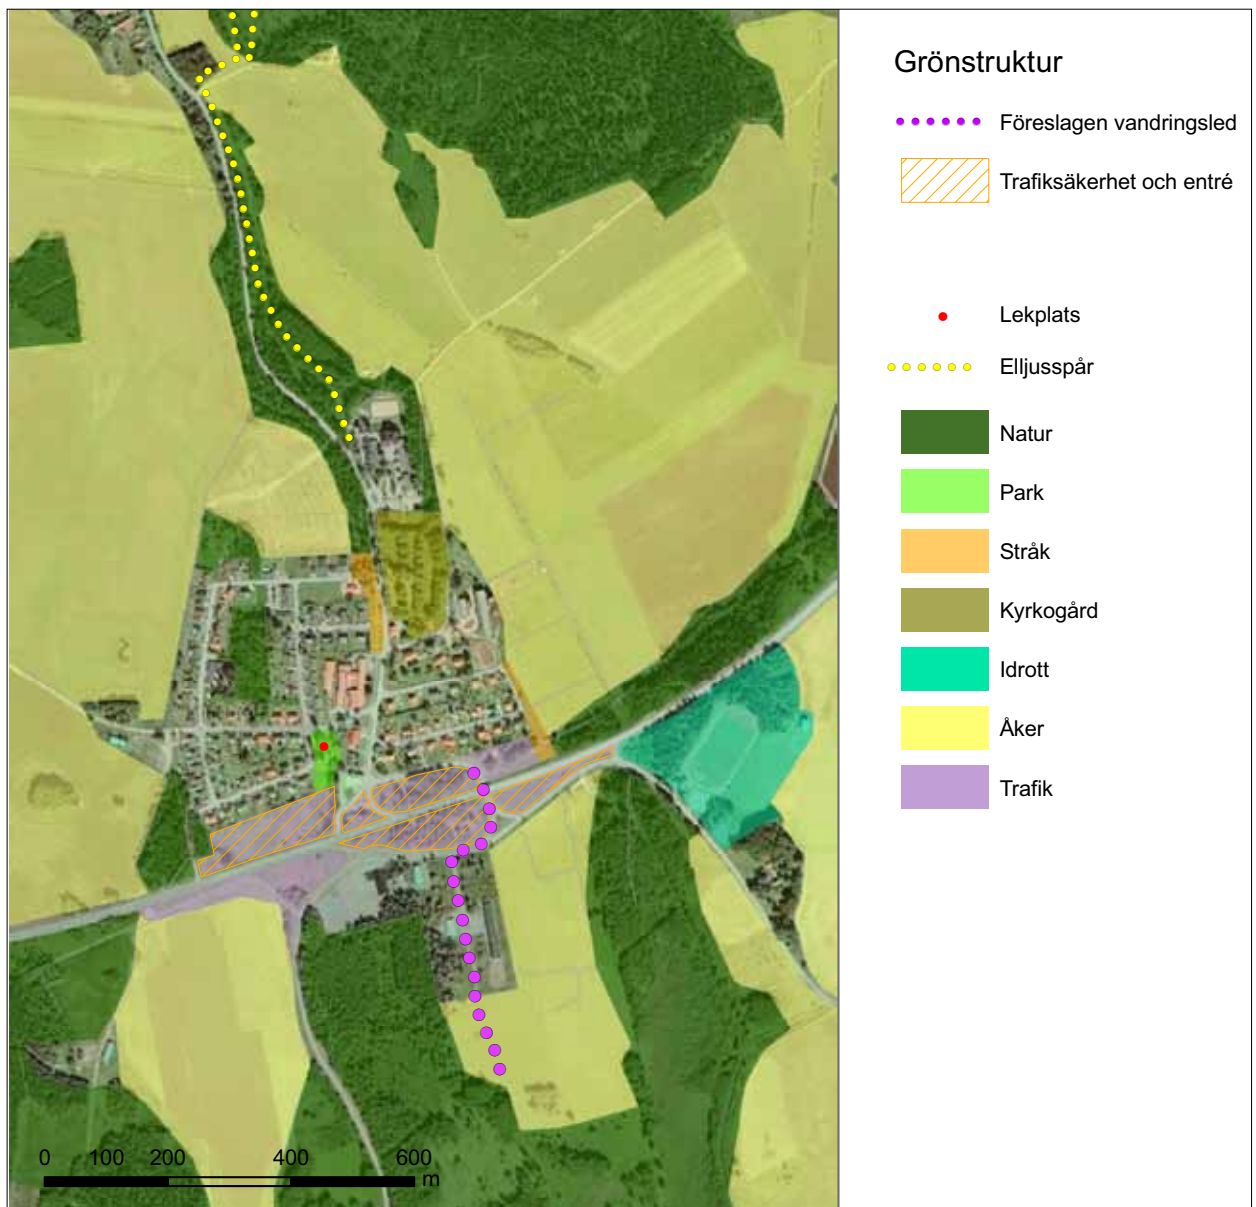 Grönstruktur
Föreslagen vandringsled
Trafiksäkerhet och entré
Lekplats
Elljusspår
Natur
Park
Stråk
Kyrkogård
Idrott
Åker
Trafik
0 100 200 400 600
m